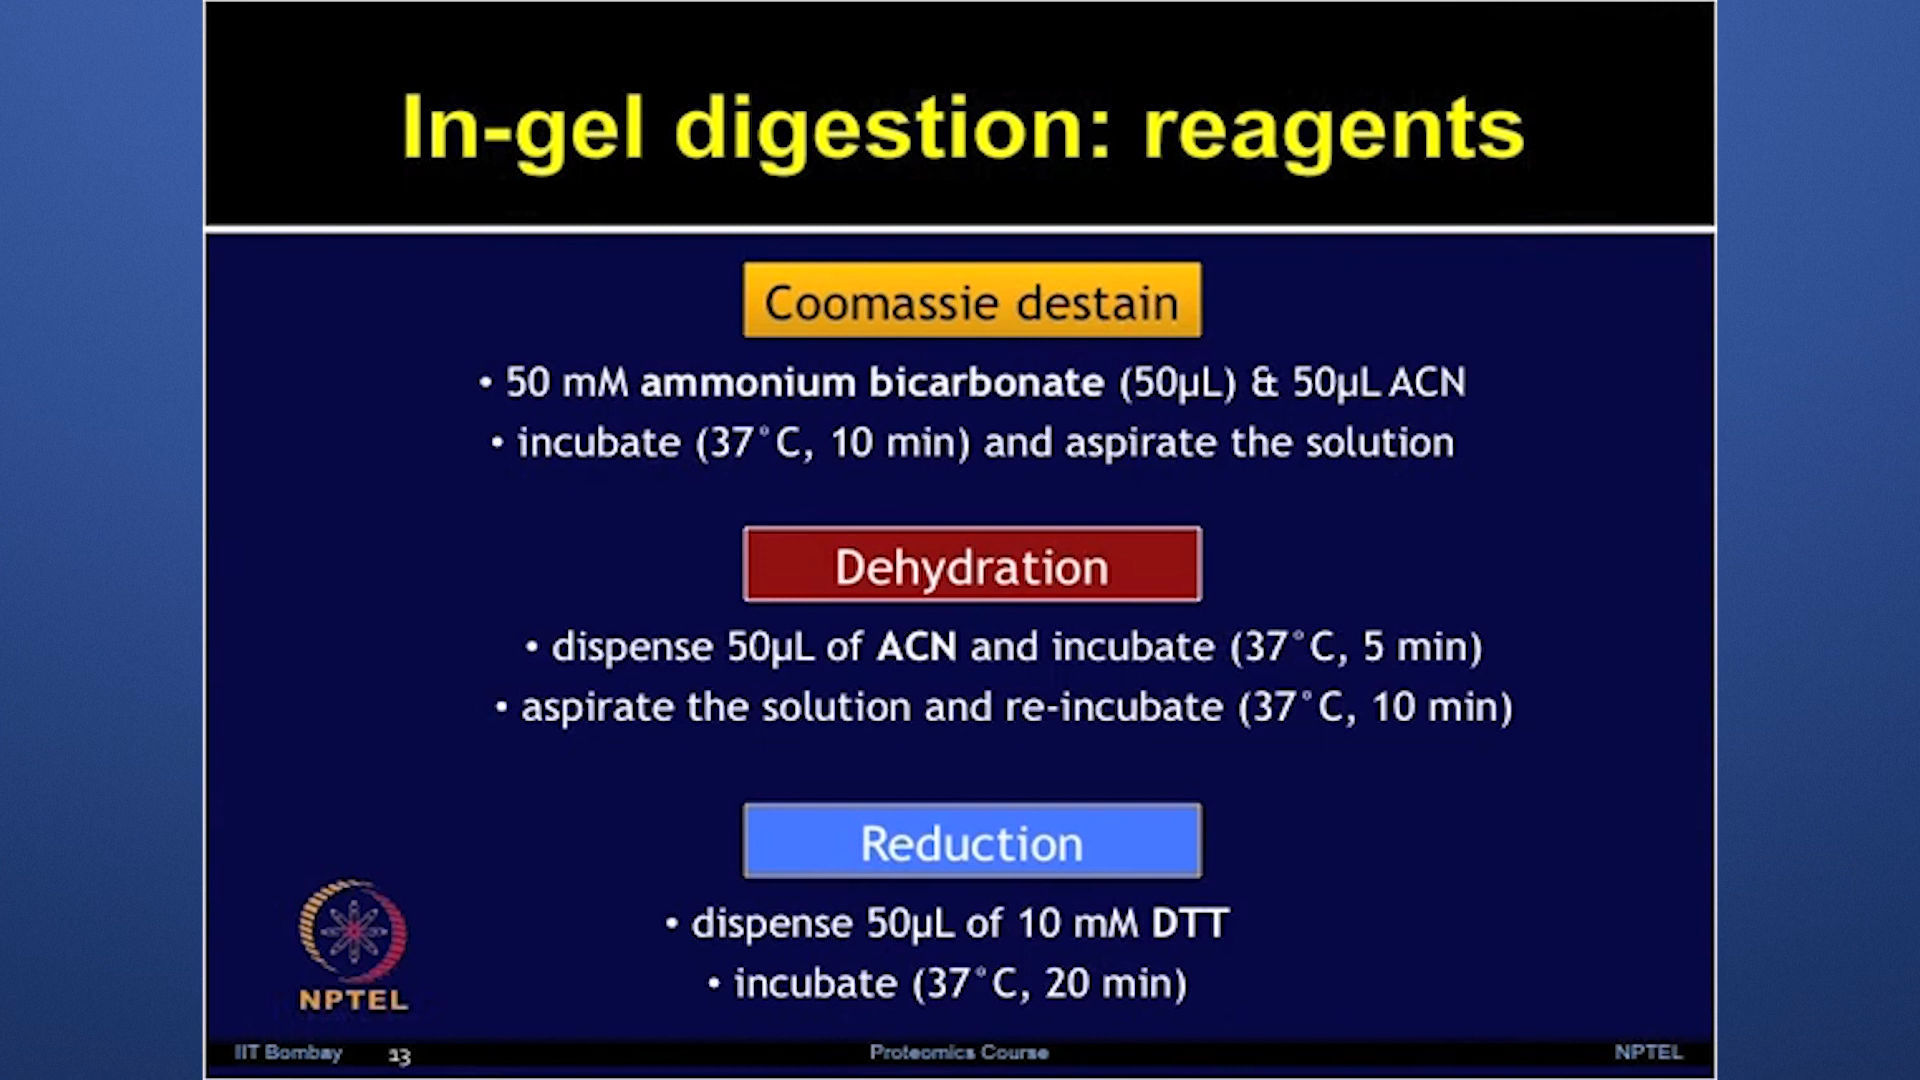 In-gel digestion: reagents
Coomassie destain
• 50 mM ammonium bicarbonate (50µL) & 50µL ACN
• incubate (37°C, 10 min) and aspirate the solution
Dehydration
• dispense 50µL of ACN and incubate (37°C, 5 min)
• aspirate the solution and re-incubate (37°C, 10 min)
Reduction
• dispense 50µL of 10 mM DTT
• incubate (37°C, 20 min)
NPTEL
IIT Bombay 13 Proteomics Course NPTEL